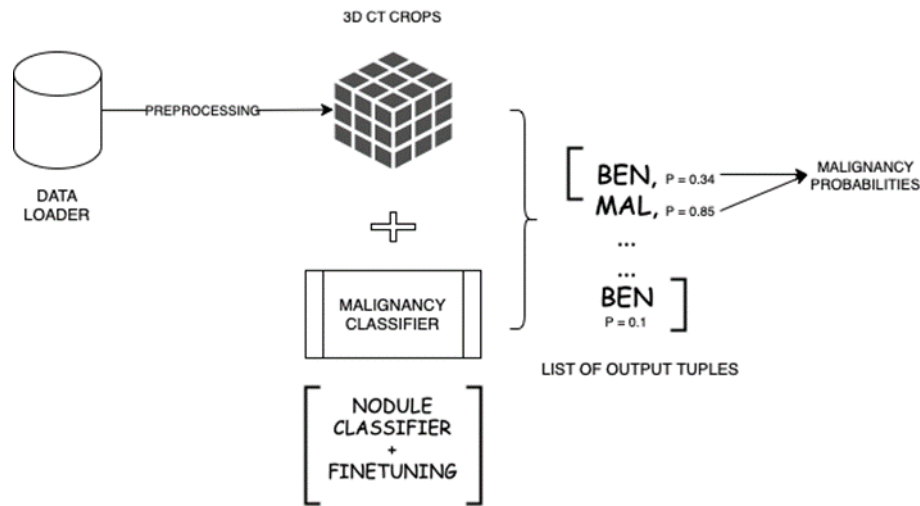 3D CT CROPS
PREPROCESSING
DATA
LOADER
BEN, P = 0.34
MAL, P = 0.85
...
...
BEN
P = 0.1
MALIGNANCY
PROBABILITIES
MALIGNANCY
CLASSIFIER
LIST OF OUTPUT TUPLES
NODULE
CLASSIFIER
+
FINETUNING